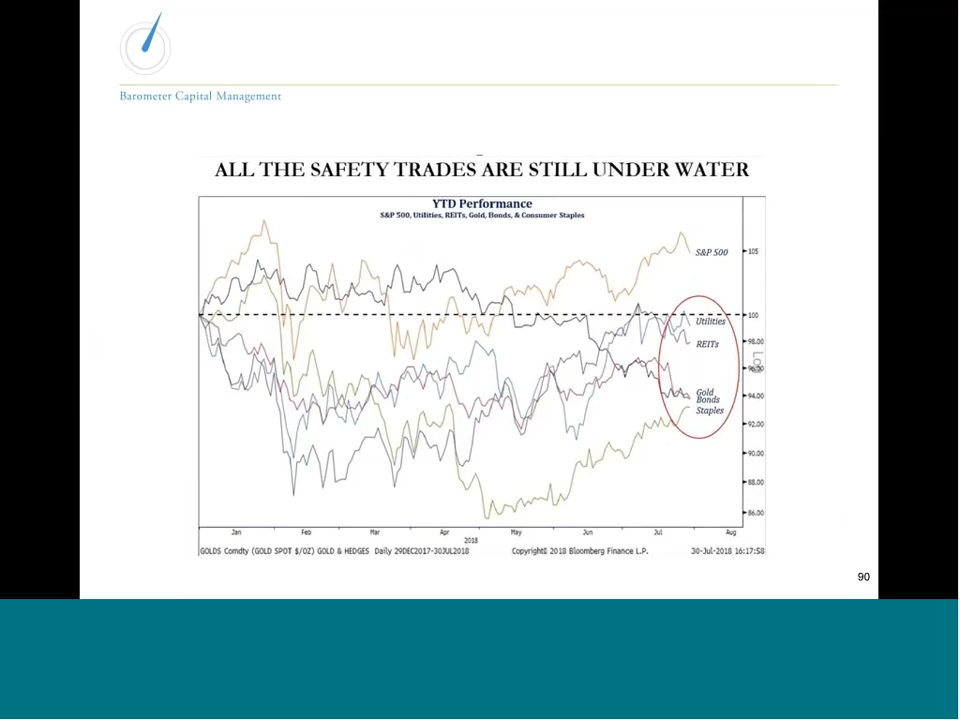 Barometer Capital Management
ALL THE SAFETY TRADES ARE STILL UNDER WATER
YTD Performance
S&P 500, Utilities, REITs, Gold, Bonds, & Consumer Staples
S&P 500
Utilities
REITs
Gold
Bonds
Staples
105
100
98.00
96.00
94.00
92.00
90.00
88.00
86.00
Log
Jan Feb Mar Apr May Jun Jul Aug
2018
GOLDS Comdty (GOLD SPOT $/OZ) GOLD & HEDGES Daily 29DEC2017-30JUL2018 Copyright© 2018 Bloomberg Finance L.P. 30-Jul-2018 16:17:58
90